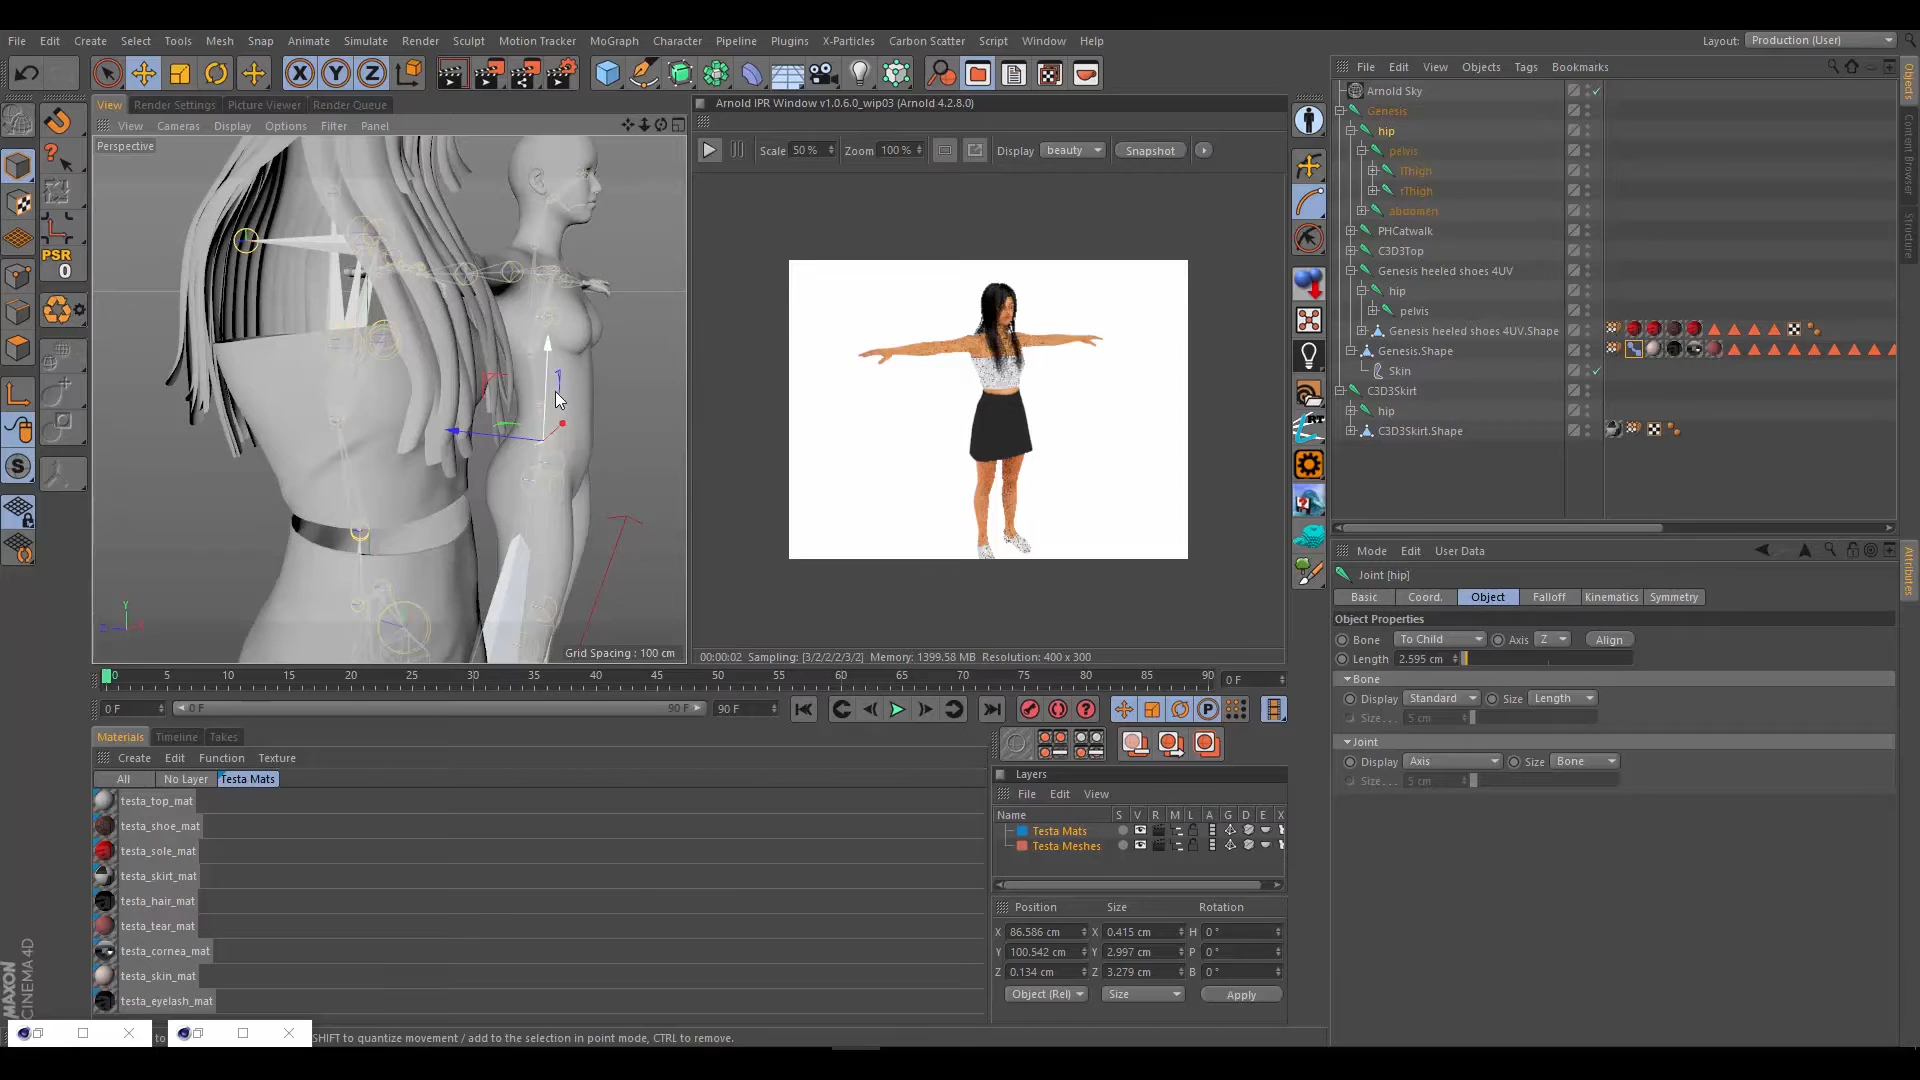 File Edit Create Select Tools Mesh Snap Animate Simulate Render Sculpt Motion Tracker MoGraph Character Pipeline Plugins X-Particles Carbon Scatter Script Window Help
Layout: Production (User)
X Y Z
View Render Settings Picture Viewer Render Queue
View Cameras Display Options Filter Panel
Perspective
PSR
0
S
Y
Grid Spacing : 100 cm
Arnold IPR Window v1.0.6.0_wip03 (Arnold 4.2.8.0)
Scale 50 % Zoom 100 % Display beauty Snapshot
00:00:02 Sampling: [3/2/2/2/3/2] Memory: 1399.58 MB Resolution: 400 x 300
File Edit View Objects Tags Bookmarks
Arnold Sky
Genesis
hip
pelvis
lThigh
rThigh
abdomen
PHCatwalk
C3D3Top
Genesis heeled shoes 4UV
hip
pelvis
Genesis heeled shoes 4UV.Shape
Genesis.Shape
Skin
C3D3Skirt
hip
C3D3Skirt.Shape
Objects
Content Browser
Structure
Mode Edit User Data
Attributes
Joint [hip]
Basic Coord. Object Falloff Kinematics Symmetry
Object Properties
Bone To Child Axis Z Align
Length 2.595 cm
Bone
Display Standard Size Length
Size... 5 cm
Joint
Display Axis Size Bone
Size... 5 cm
0 5 10 15 20 25 30 35 40 45 50 55 60 65 70 75 80 85 90 0 F
0 F 0 F 90 F 90 F
Materials Timeline Takes
Create Edit Function Texture
All No Layer Testa Mats
testa_top_mat
testa_shoe_mat
testa_sole_mat
testa_skirt_mat
testa_hair_mat
testa_tear_mat
testa_cornea_mat
testa_skin_mat
testa_eyelash_mat
Layers
File Edit View
Name S V R M L A G D E X
Testa Mats
Testa Meshes
Position Size Rotation
X 86.586 cm X 0.415 cm H 0 °
Y 100.542 cm Y 2.997 cm P 0 °
Z 0.134 cm Z 3.279 cm B 0 °
Object (Rel) Size Apply
MAXON
CINEMA 4D
to SHIFT to quantize movement / add to the selection in point mode, CTRL to remove.